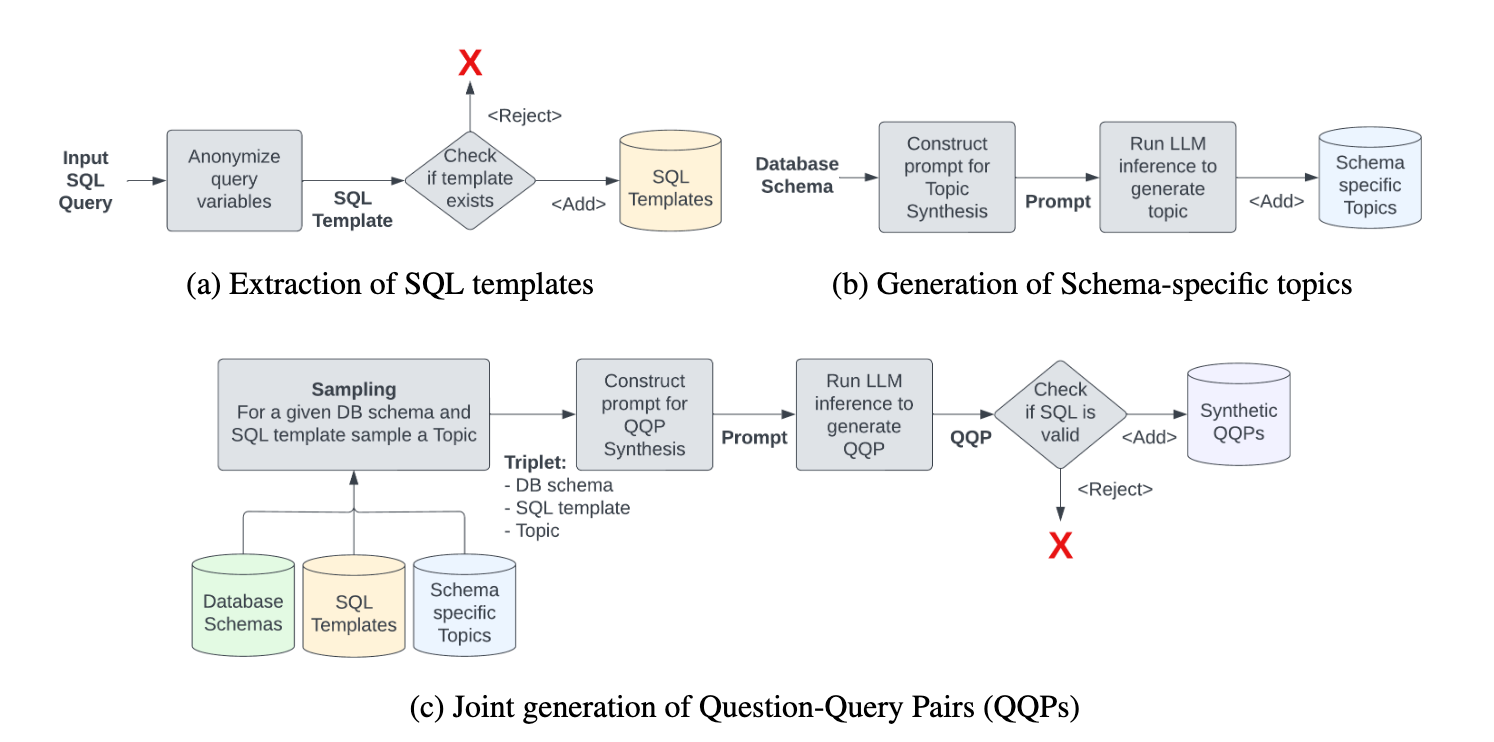 X
<Reject>
Input
SQL
Query
Anonymize
query
variables
SQL
Template
Check
if template
exists
<Add>
SQL
Templates
(a) Extraction of SQL templates
Database
Schema
Construct
prompt for
Topic
Synthesis
Prompt
Run LLM
inference to
generate
topic
<Add>
Schema
specific
Topics
(b) Generation of Schema-specific topics
Sampling
For a given DB schema and
SQL template sample a Topic
Triplet:
- DB schema
- SQL template
- Topic
Construct
prompt for
QQP
Synthesis
Prompt
Run LLM
inference to
generate
QQP
QQP
Check
if SQL is
valid
<Add>
Synthetic
QQPs
<Reject>
X
Database
Schemas
SQL
Templates
Schema
specific
Topics
(c) Joint generation of Question-Query Pairs (QQPs)